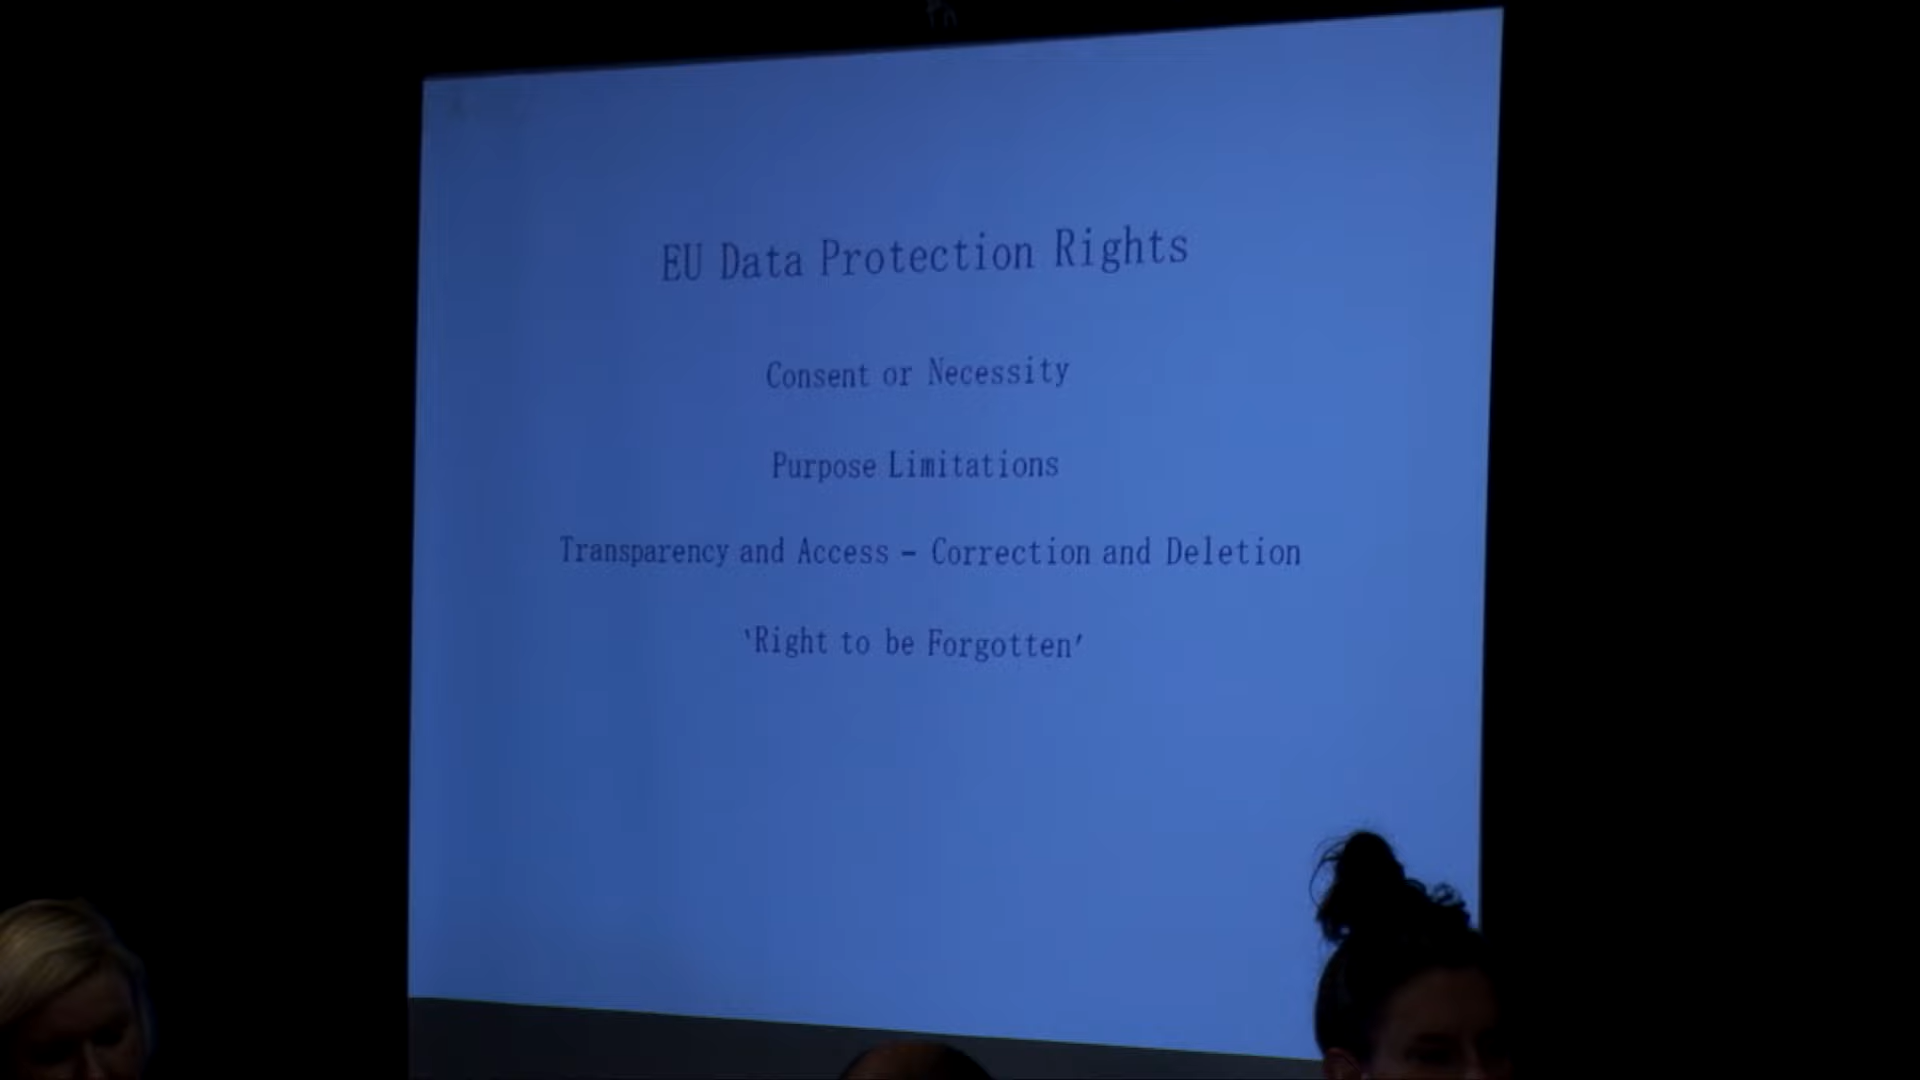 EU Data Protection Rights
Consent or Necessity
Purpose Limitations
Transparency and Access – Correction and Deletion
‘Right to be Forgotten’